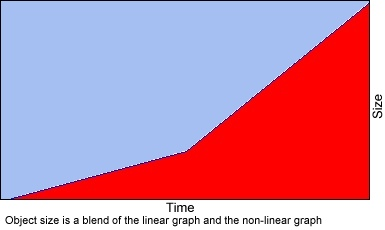 Size
Time
Object size is a blend of the linear graph and the non-linear graph